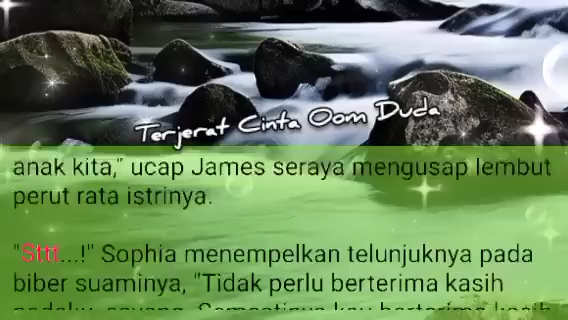 Terjerat Cinta Oom Duda
anak kita," ucap James seraya mengusap lembut
perut rata istrinya.
"Sttt...!" Sophia menempelkan telunjuknya pada
biber suaminya, "Tidak perlu berterima kasih